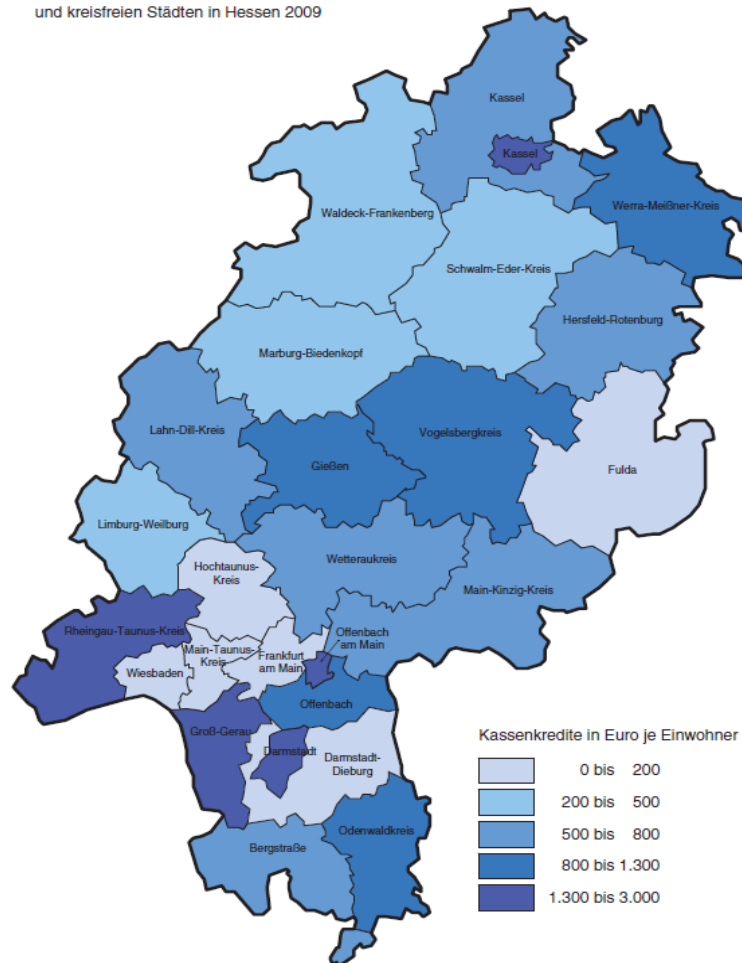 und kreisfreien Städten in Hessen 2009
Kassel
Kassel
Werra-Meißner-Kreis
Waldeck-Frankenberg
Schwalm-Eder-Kreis
Hersfeld-Rotenburg
Marburg-Biedenkopf
Lahn-Dill-Kreis
Vogelsbergkreis
Gießen
Fulda
Limburg-Weilburg
Wetteraukreis
Hochtaunus-
Kreis
Main-Kinzig-Kreis
Rheingau-Taunus-Kreis
Offenbach
am Main
Main-Taunus-
Kreis
Frankfurt
am Main
Wiesbaden
Offenbach
Groß-Gerau
Darmstadt
Darmstadt-
Dieburg
Odenwaldkreis
Bergstraße
Kassenkredite in Euro je Einwohner
0 bis 200
200 bis 500
500 bis 800
800 bis 1.300
1.300 bis 3.000